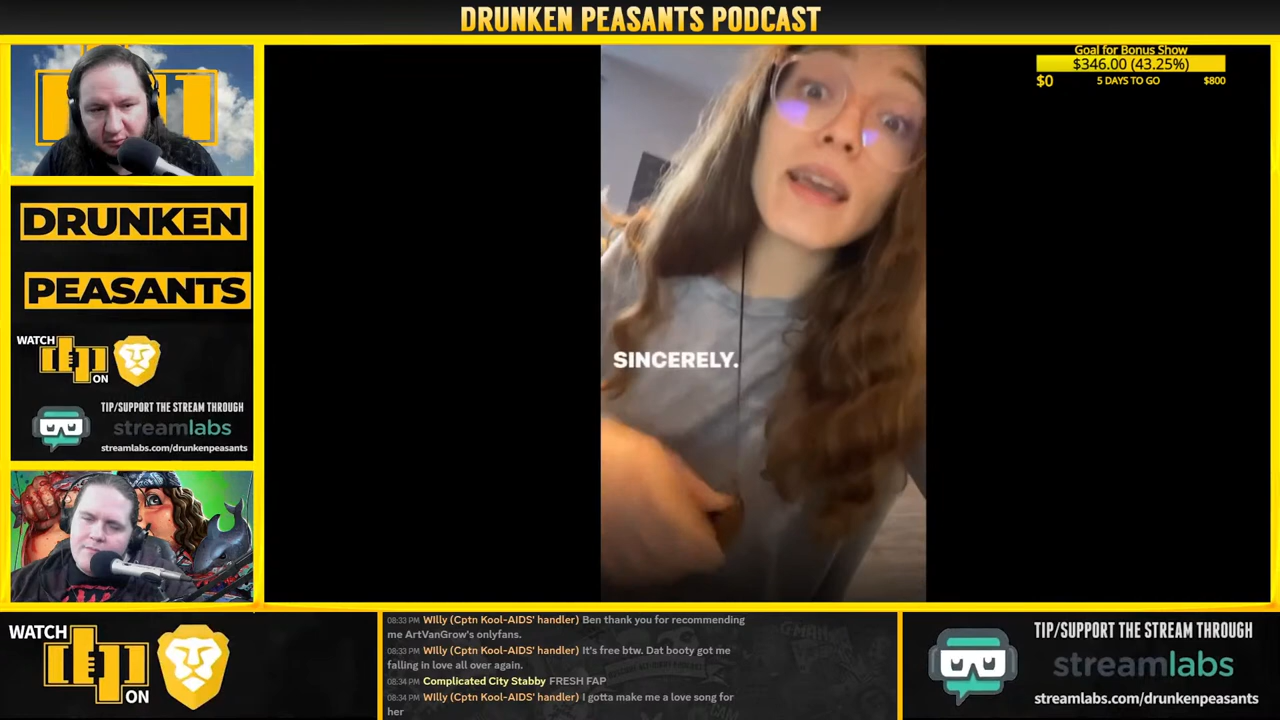 DRUNKEN PEASANTS PODCAST
Goal for Bonus Show
$346.00 (43.25%)
$0
5 DAYS TO GO
$800
DRUNKEN
PEASANTS
WATCH
ON
TIP/SUPPORT THE STREAM THROUGH
streamlabs
streamlabs.com/drunkenpeasants
SINCERELY.
WATCH
ON
08:33 PM WIlly (Cptn Kool-AIDS' handler) Ben thank you for recommending
me ArtVanGrow's onlyfans.
08:33 PM WIlly (Cptn Kool-AIDS' handler) It's free btw. Dat booty got me
falling in love all over again.
08:34 PM Complicated City Stabby FRESH FAP
08:34 PM WIlly (Cptn Kool-AIDS' handler) I gotta make me a love song for
her
TIP/SUPPORT THE STREAM THROUGH
streamlabs
streamlabs.com/drunkenpeasants